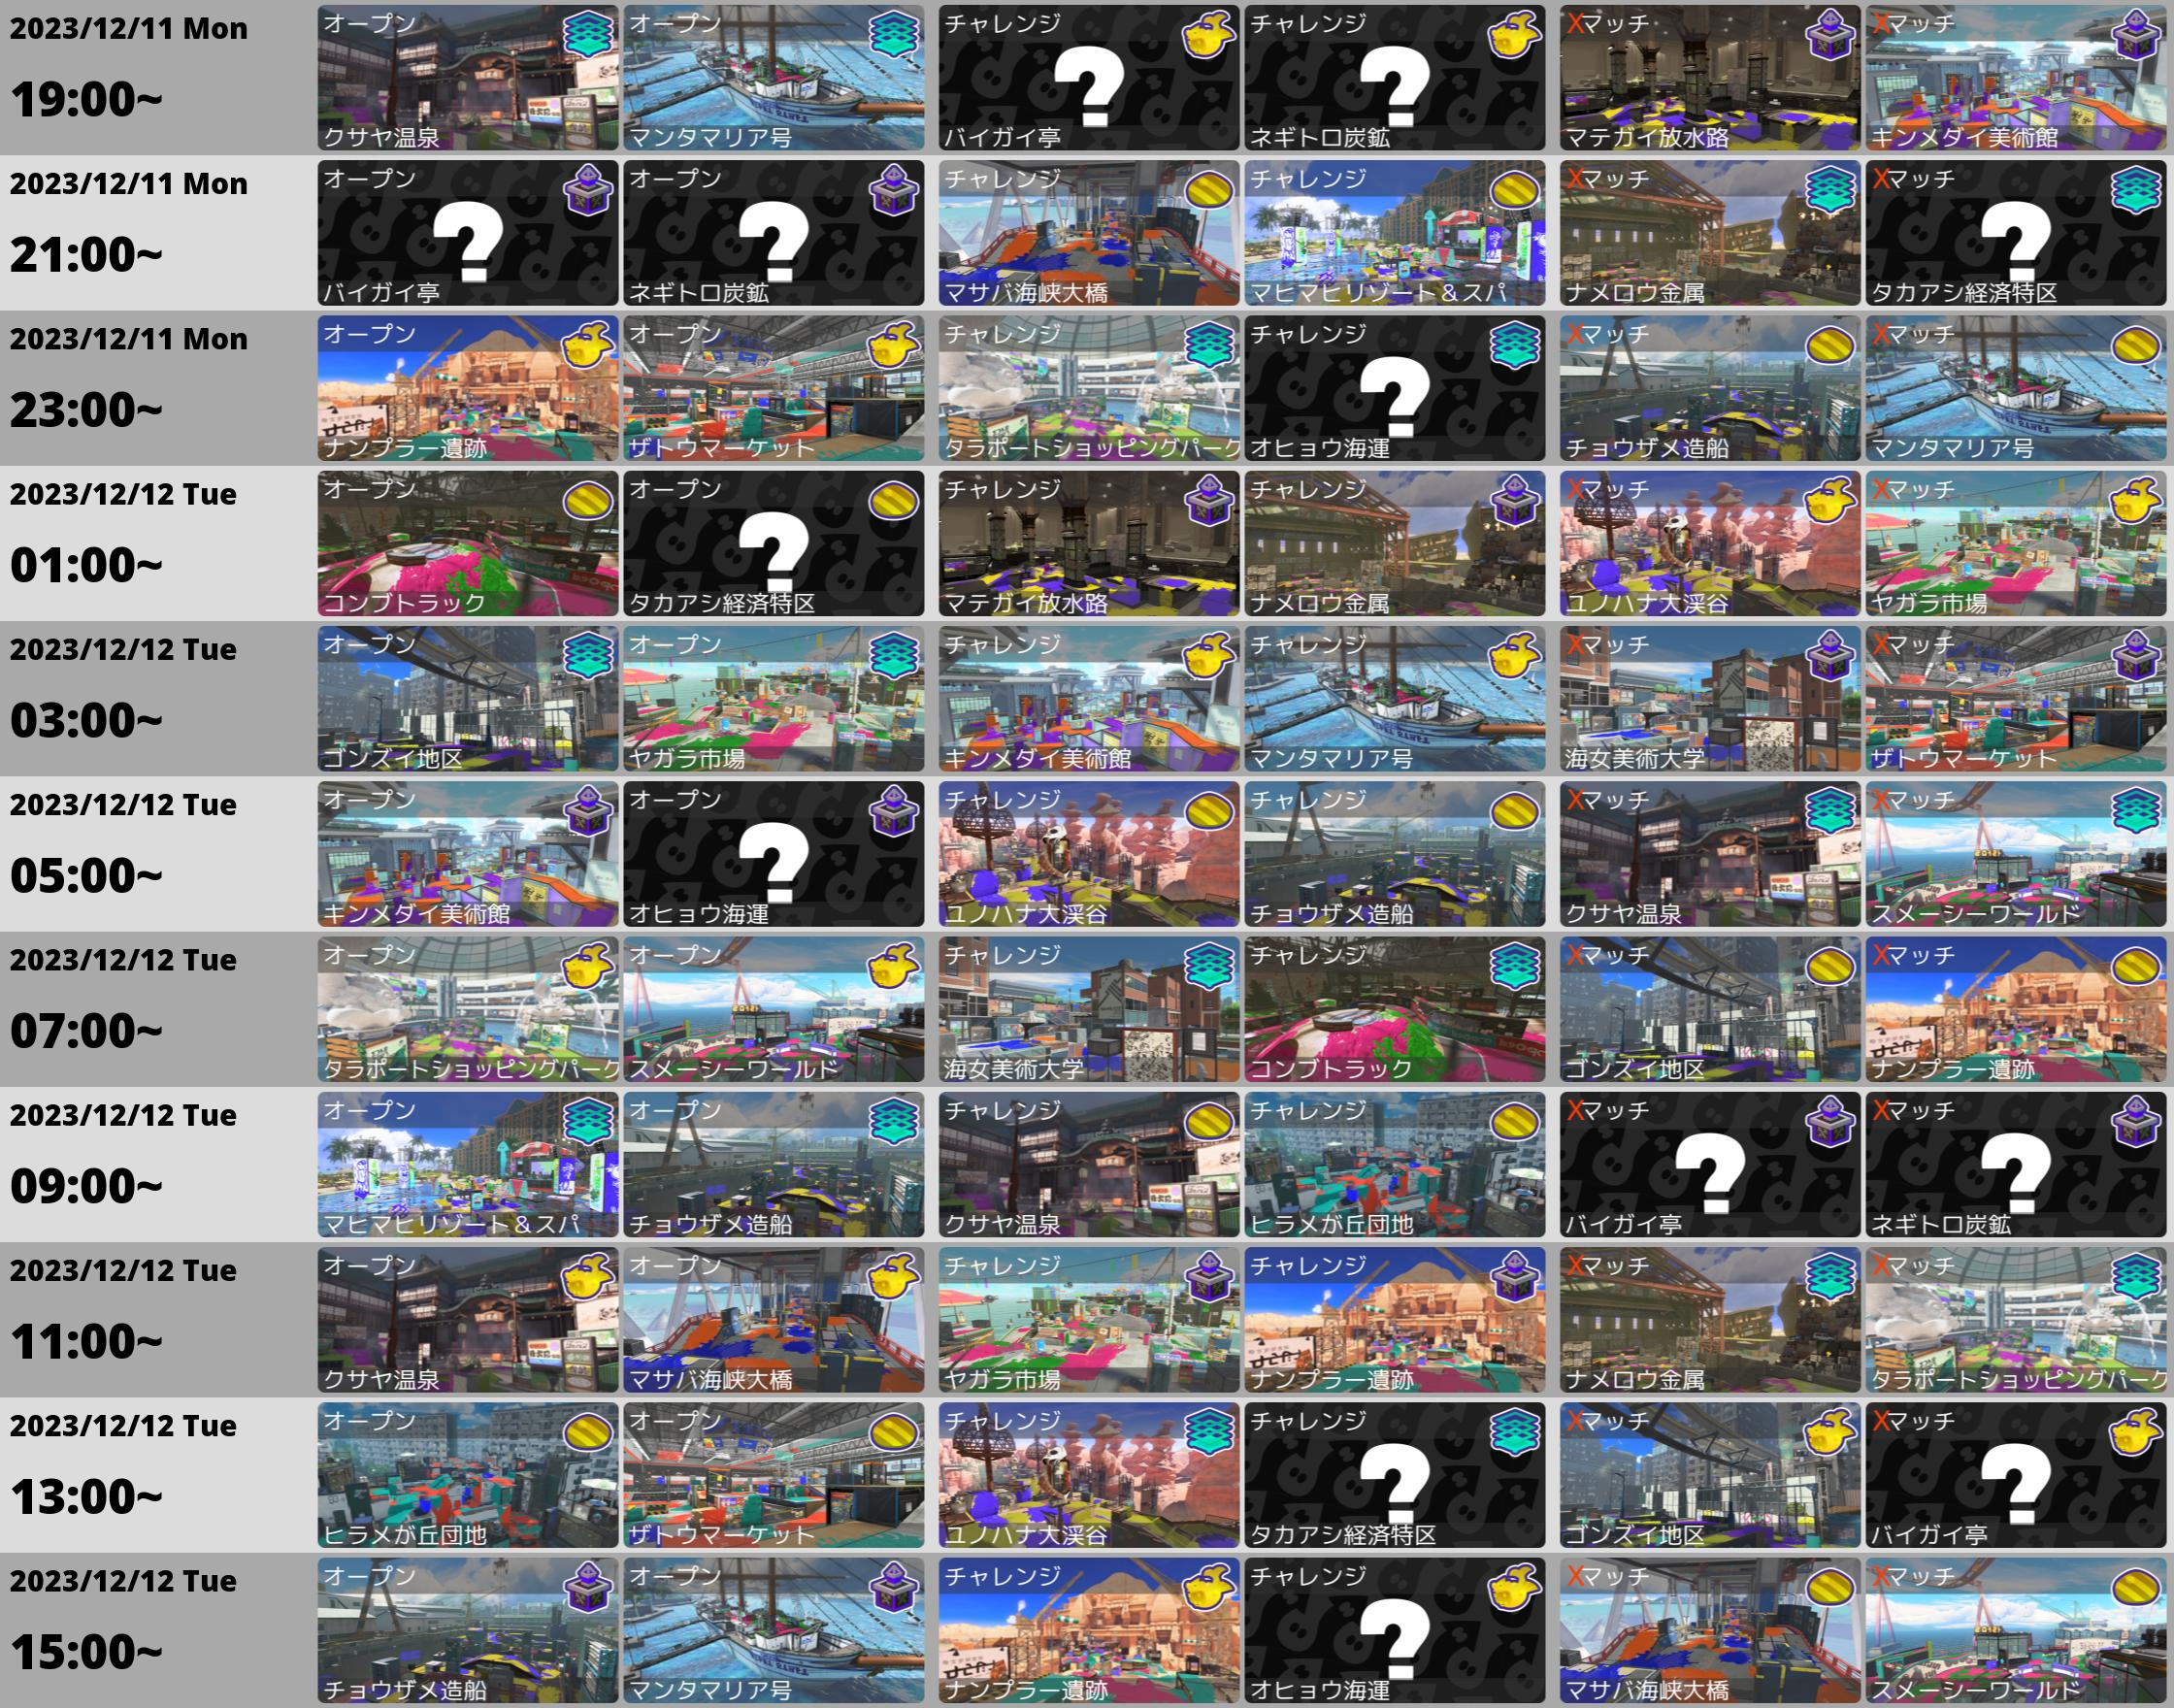 2023/12/11 Mon
19:00~
オープン オープン チャレンジ チャレンジ Xマッチ Xマッチ
クサヤ温泉 マンタマリア号 バイガイ亭 ネギトロ炭鉱 マテガイ放水路 キンメダイ美術館
2023/12/11 Mon
21:00~
オープン オープン チャレンジ チャレンジ Xマッチ Xマッチ
バイガイ亭 ネギトロ炭鉱 マサバ海峡大橋 マヒマヒリゾート&スパ ナメロウ金属 タカアシ経済特区
2023/12/11 Mon
23:00~
オープン オープン チャレンジ チャレンジ Xマッチ Xマッチ
ナンプラー遺跡 ザトウマーケット タラポートショッピングパーク オヒョウ海運 チョウザメ造船 マンタマリア号
2023/12/12 Tue
01:00~
オープン オープン チャレンジ チャレンジ Xマッチ Xマッチ
コンブトラック タカアシ経済特区 マテガイ放水路 ナメロウ金属 ユノハナ大渓谷 ヤガラ市場
2023/12/12 Tue
03:00~
オープン オープン チャレンジ チャレンジ Xマッチ Xマッチ
ゴンズイ地区 ヤガラ市場 キンメダイ美術館 マンタマリア号 海女美術大学 ザトウマーケット
2023/12/12 Tue
05:00~
オープン オープン チャレンジ チャレンジ Xマッチ Xマッチ
キンメダイ美術館 オヒョウ海運 ユノハナ大渓谷 チョウザメ造船 クサヤ温泉 スメーシーワールド
2023/12/12 Tue
07:00~
オープン オープン チャレンジ チャレンジ Xマッチ Xマッチ
タラポートショッピングパーク スメーシーワールド 海女美術大学 コンブトラック ゴンズイ地区 ナンプラー遺跡
2023/12/12 Tue
09:00~
オープン オープン チャレンジ チャレンジ Xマッチ Xマッチ
マヒマヒリゾート&スパ チョウザメ造船 クサヤ温泉 ヒラメが丘団地 バイガイ亭 ネギトロ炭鉱
2023/12/12 Tue
11:00~
オープン オープン チャレンジ チャレンジ Xマッチ Xマッチ
クサヤ温泉 マサバ海峡大橋 ヤガラ市場 ナンプラー遺跡 ナメロウ金属 タラポートショッピングパーク
2023/12/12 Tue
13:00~
オープン オープン チャレンジ チャレンジ Xマッチ Xマッチ
ヒラメが丘団地 ザトウマーケット ユノハナ大渓谷 タカアシ経済特区 ゴンズイ地区 バイガイ亭
2023/12/12 Tue
15:00~
オープン オープン チャレンジ チャレンジ Xマッチ Xマッチ
チョウザメ造船 マンタマリア号 ナンプラー遺跡 オヒョウ海運 マサバ海峡大橋 スメーシーワールド